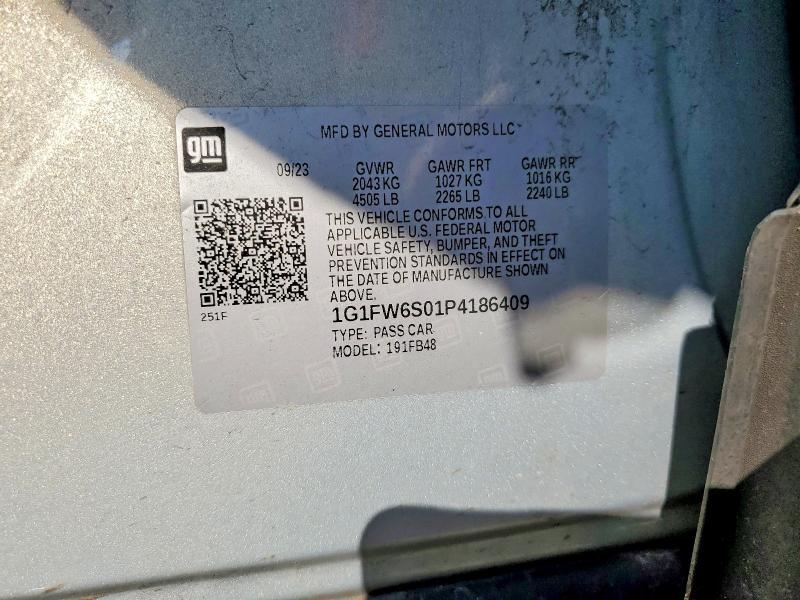 gm
MFD BY GENERAL MOTORS LLC
09/23 GVWR GAWR FRT GAWR RR
2043 KG 1027 KG 1016 KG
4505 LB 2265 LB 2240 LB
THIS VEHICLE CONFORMS TO ALL
APPLICABLE U.S. FEDERAL MOTOR
VEHICLE SAFETY, BUMPER, AND THEFT
PREVENTION STANDARDS IN EFFECT ON
THE DATE OF MANUFACTURE SHOWN
ABOVE.
251F
1G1FW6S01P4186409
TYPE: PASS CAR
MODEL: 191FB48